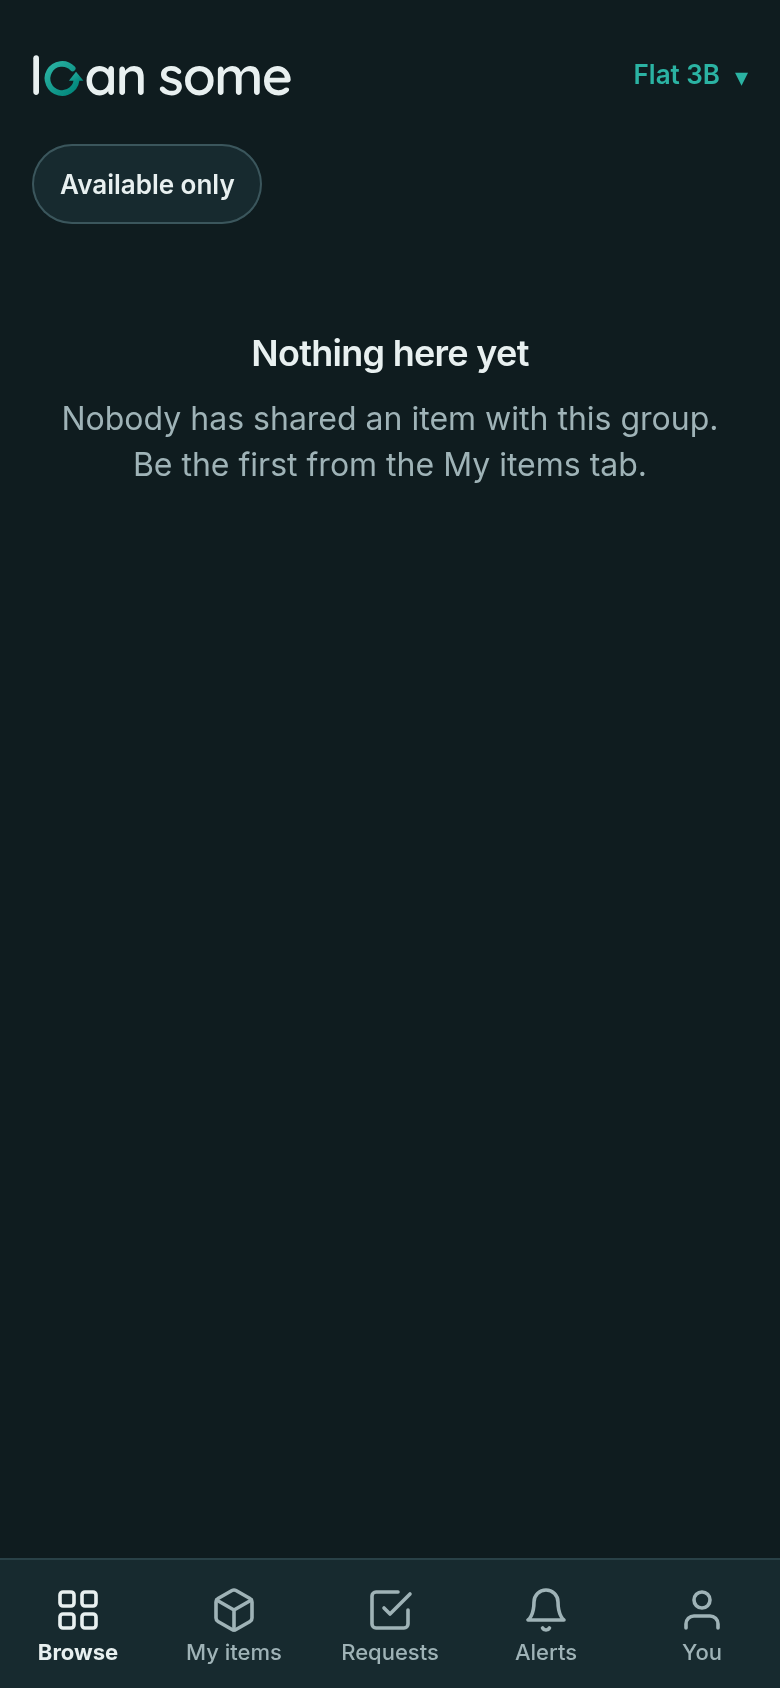 loan some
Flat 3B ▼
Available only
Nothing here yet
Nobody has shared an item with this group.
Be the first from the My items tab.
Browse
My items
Requests
Alerts
You